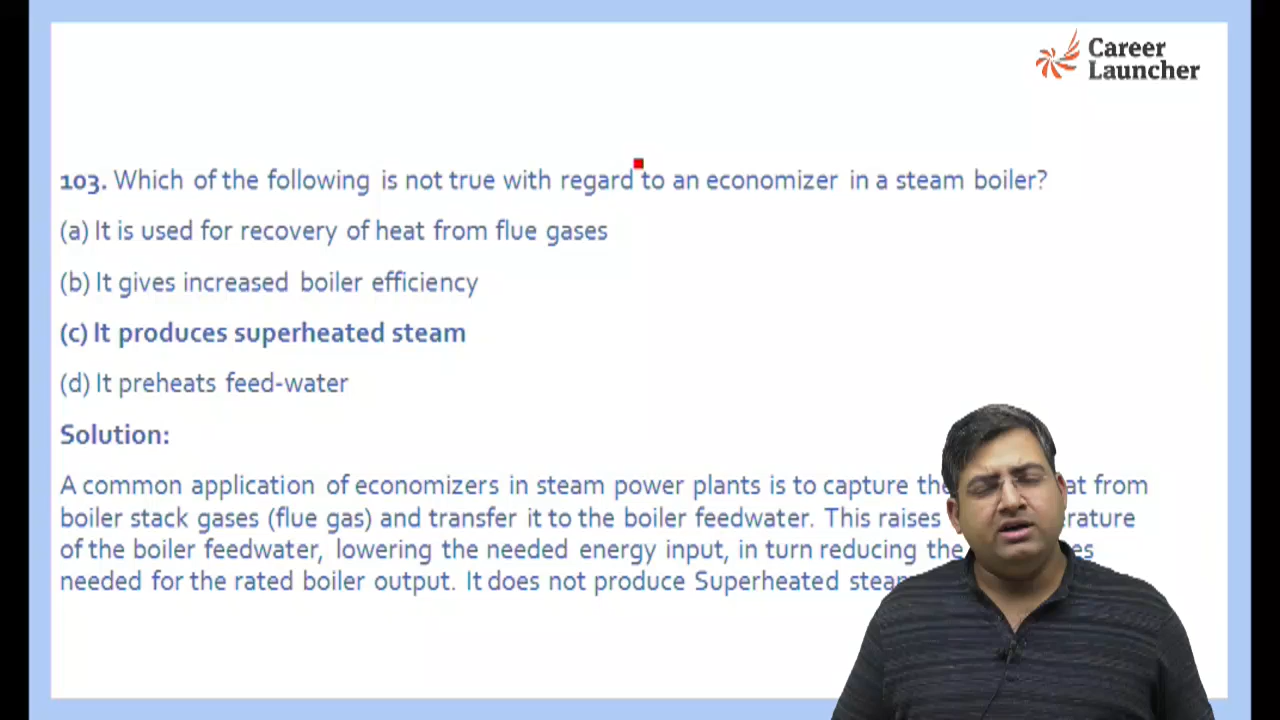 Career
Launcher
103. Which of the following is not true with regard to an economizer in a steam boiler?
(a) It is used for recovery of heat from flue gases
(b) It gives increased boiler efficiency
(c) It produces superheated steam
(d) It preheats feed-water
Solution:
A common application of economizers in steam power plants is to capture the from
boiler stack gases (flue gas) and transfer it to the boiler feedwater. This raises
of the boiler feedwater, lowering the needed energy input, in turn reducing the
needed for the rated boiler output. It does not produce Superheated